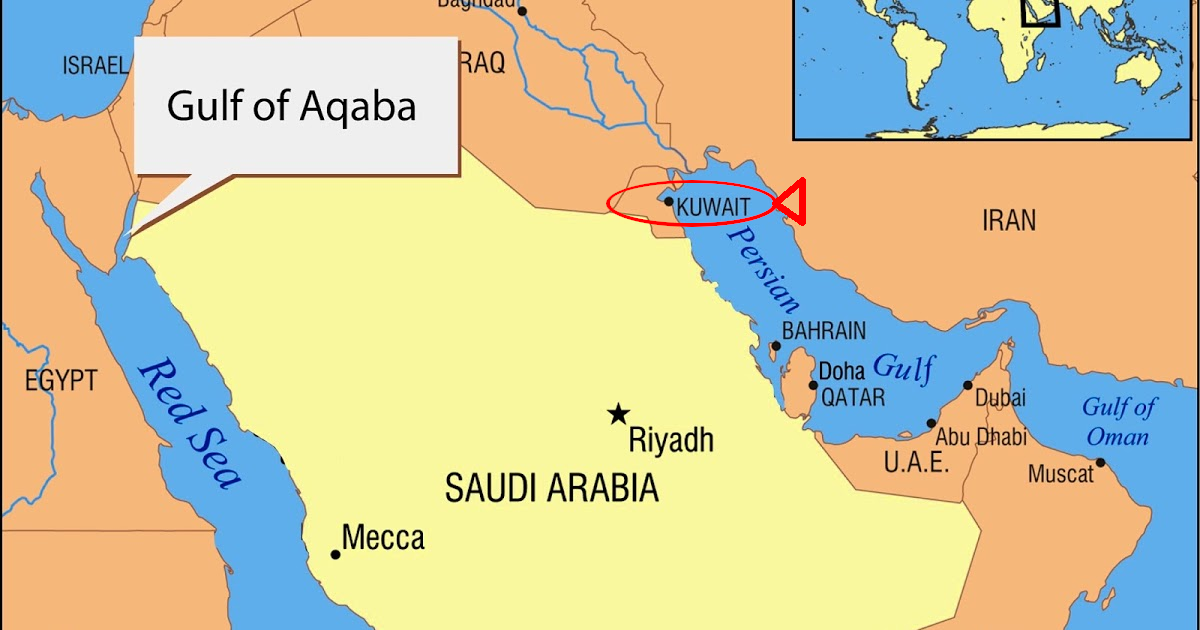 Baghdad
ISRAEL
RAQ
Gulf of Aqaba
KUWAIT
IRAN
Persian
BAHRAIN
Doha
Gulf
QATAR
EGYPT
Red Sea
Dubai
Gulf of
Oman
Riyadh
Abu Dhabi
U.A.E.
Muscat
SAUDI ARABIA
Mecca